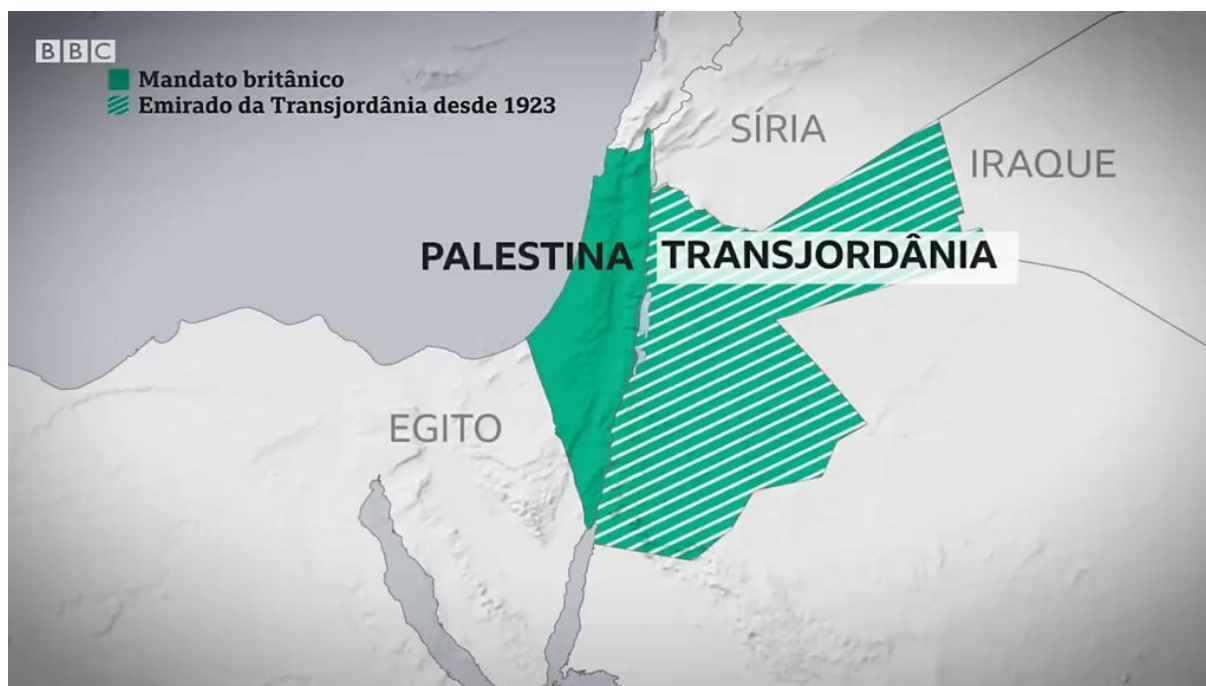 BBC
Mandato britânico
Emirado da Transjordânia desde 1923
SÍRIA
IRAQUE
PALESTINA TRANSJORDÂNIA
EGITO